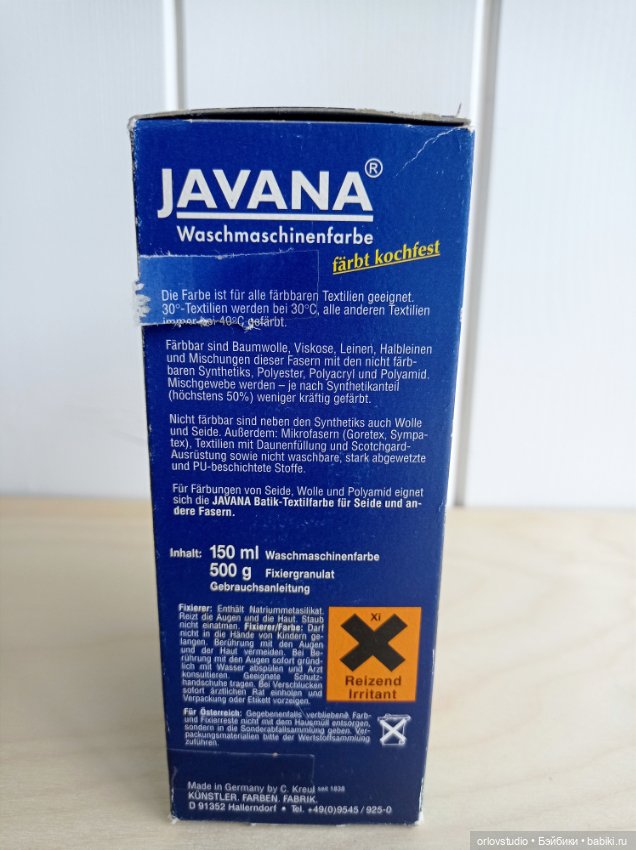 JAVANA®
Waschmaschinenfarbe
färbt kochfest
Die Farbe ist für alle färbbaren Textilien geeignet.
30°-Textilien werden bei 30°C, alle anderen Textilien
immer bei 40°C gefärbt.
Färbbar sind Baumwolle, Viskose, Leinen, Halbleinen
und Mischungen dieser Fasern mit den nicht färb-
baren Synthetiks, Polyester, Polyacryl und Polyamid.
Mischgewebe werden – je nach Synthetikanteil
(höchstens 50%) weniger kräftig gefärbt.
Nicht färbbar sind neben den Synthetiks auch Wolle
und Seide. Außerdem: Mikrofasern (Goretex, Sympa-
tex), Textilien mit Daunenfüllung und Scotchgard-
Ausrüstung sowie nicht waschbare, stark abgewetzte
und PU-beschichtete Stoffe.
Für Färbungen von Seide, Wolle und Polyamid eignet
sich die JAVANA Batik-Textilfarbe für Seide und an-
dere Fasern.
Inhalt: 150 ml Waschmaschinenfarbe
500 g Fixiergranulat
Gebrauchsanleitung
Fixierer: Enthält Natriummetasilikat.
Reizt die Augen und die Haut. Staub
nicht einatmen. Fixierer/Farbe: Darf
nicht in die Hände von Kindern ge-
langen. Berührung mit den Augen
und der Haut vermeiden. Bei Be-
rührung mit den Augen sofort gründ-
lich mit Wasser abspülen und Arzt
konsultieren. Geeignete Schutz-
handschuhe tragen. Bei Verschlucken
sofort ärztlichen Rat einholen und
Verpackung oder Etikett vorzeigen.
Xi
Reizend
Irritant
Für Österreich: Gegebenenfalls verbliebene Farb-
und Fixierreste nicht mit dem Hausmüll entsorgen,
sondern in die Sonderabfallsammlung geben. Ver-
packungsmaterialien bitte der Wertstoffsammlung
zuführen.
Made in Germany by C. Kreul seit 1838
KÜNSTLER. FARBEN. FABRIK.
D 91352 Hallerndorf • Tel. +49(0)9545 / 925-0
orlovstudio • Бэйбики • babiki.ru